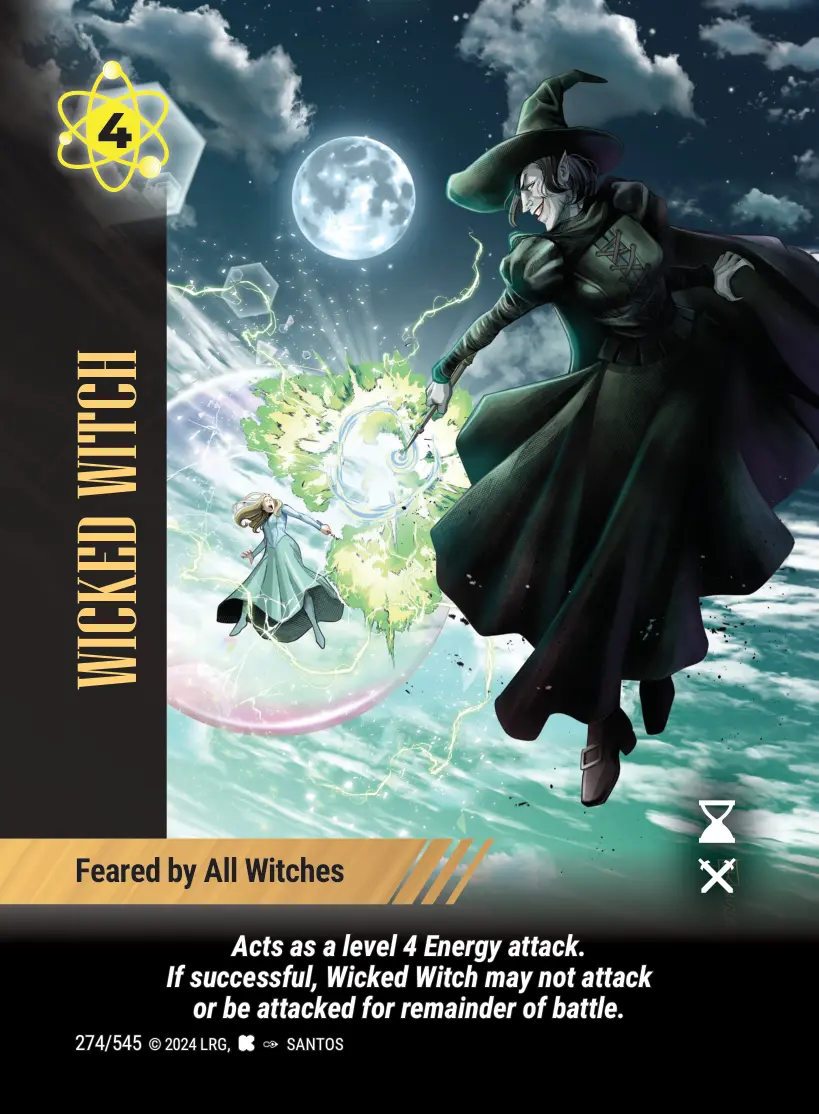 4
WICKED WITCH
Feared by All Witches
Acts as a level 4 Energy attack.
If successful, Wicked Witch may not attack
or be attacked for remainder of battle.
274/545 © 2024 LRG, SANTOS